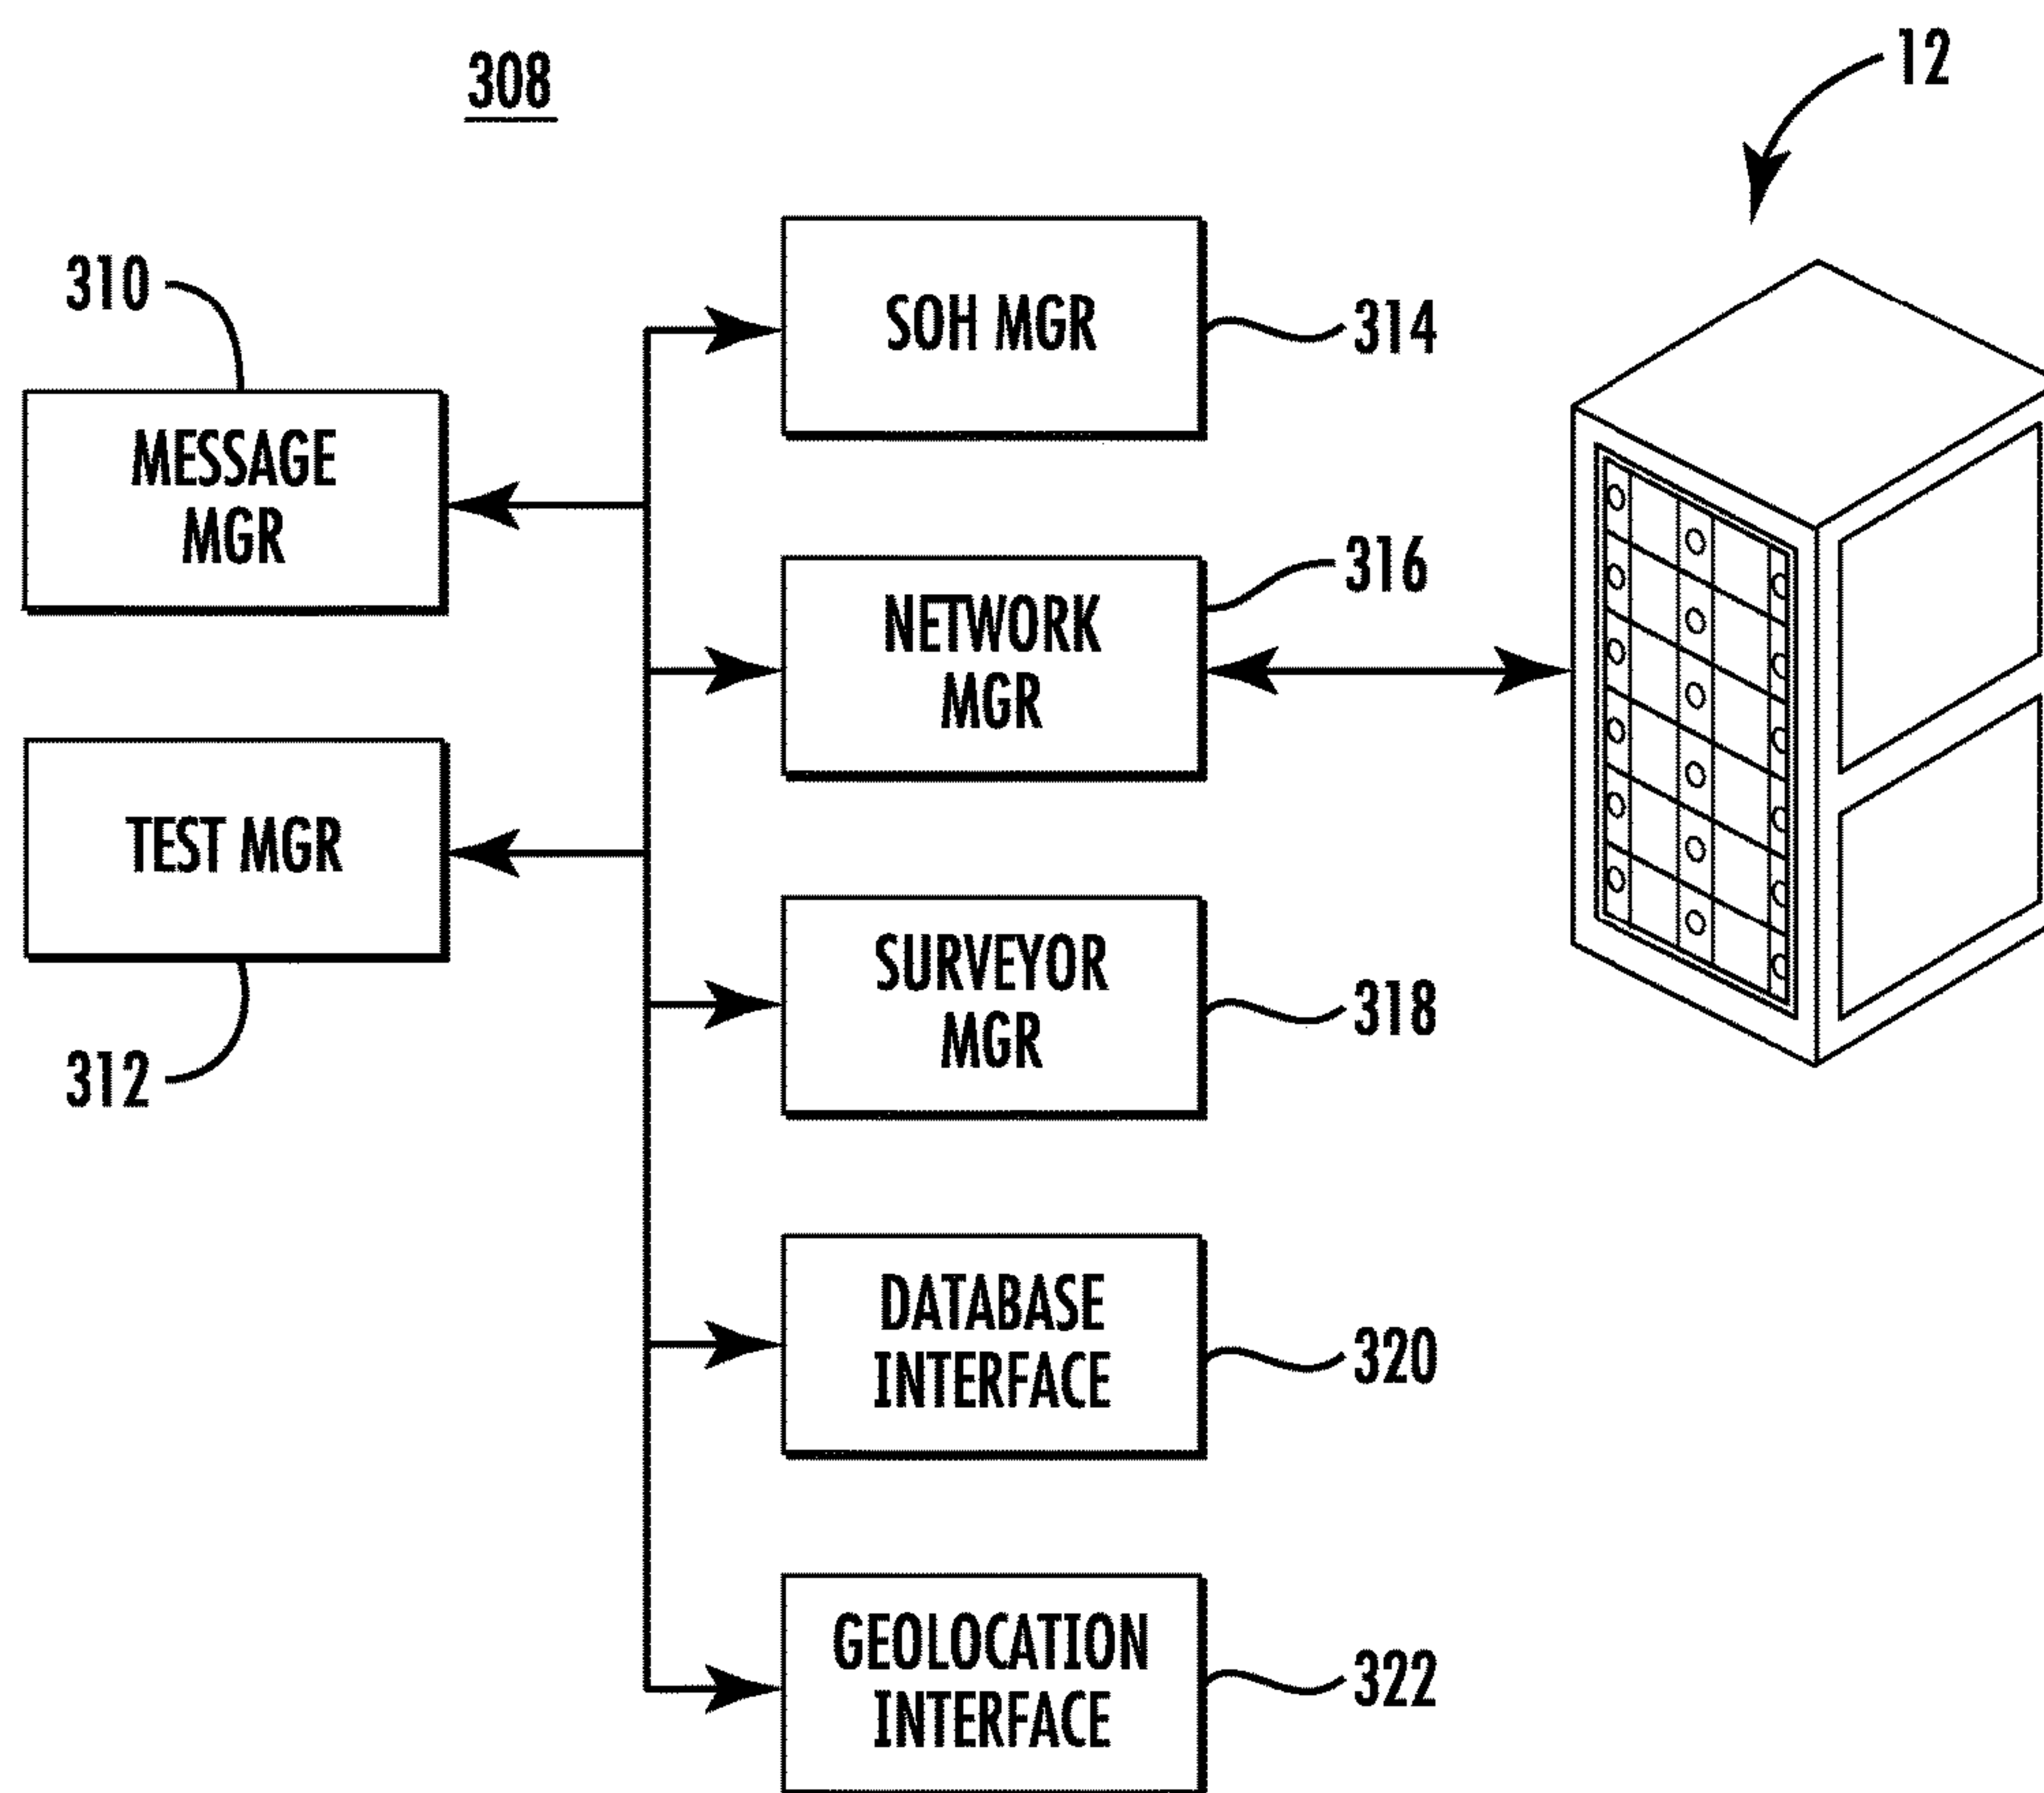 308
12
310
SOH MGR
314
MESSAGE
MGR
316
NETWORK
MGR
TEST MGR
SURVEYOR
MGR
318
312
DATABASE
INTERFACE
320
GEOLOCATION
INTERFACE
322